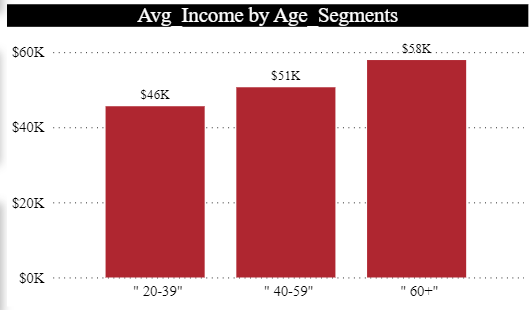 Avg_Income by Age_Segments
$60K
$58K
$51K
$46K
$40K
$20K
$0K
" 20-39" " 40-59" " 60+"